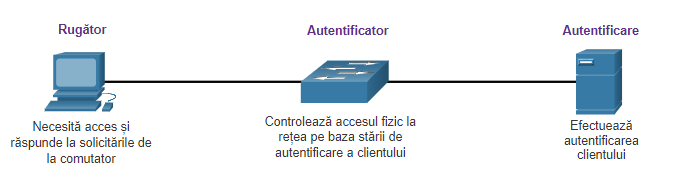 Rugător
Autentificator
Autentificare
Necesită acces și
răspunde la solicitările de
la comutator
Controlează accesul fizic la
rețea pe baza stării de
autentificare a clientului
Efectuează
autentificarea
clientului